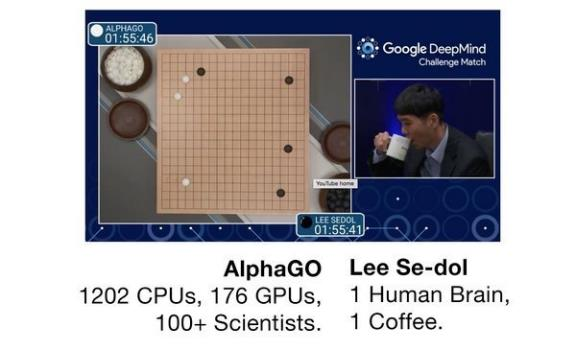 ALPHAGO
01:55:46
Google DeepMind
Challenge Match
YouTube home
LEE SEDOL
01:55:41
AlphaGO
1202 CPUs, 176 GPUs,
100+ Scientists.
Lee Se-dol
1 Human Brain,
1 Coffee.